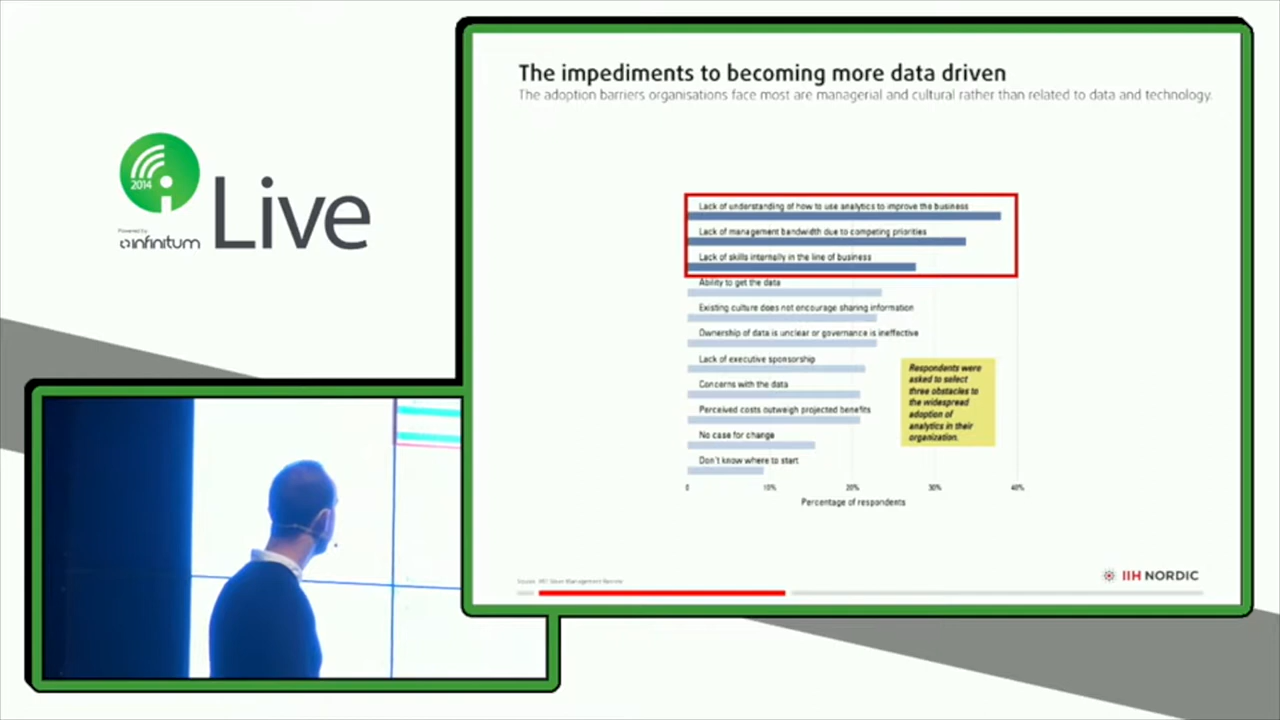 The impediments to becoming more data driven
The adoption barriers organisations face most are managerial and cultural rather than related to data and technology.
2014
Live
Powered by
infinitum
Lack of understanding of how to use analytics to improve the business
Lack of management bandwidth due to competing priorities
Lack of skills internally in the line of business
Ability to get the data
Existing culture does not encourage sharing information
Ownership of data is unclear or governance is ineffective
Lack of executive sponsorship
Concerns with the data
Perceived costs outweigh projected benefits
No case for change
Don't know where to start
Respondents were
asked to select
three obstacles to
the widespread
adoption of
analytics in their
organization.
0 10% 20% 30% 40%
Percentage of respondents
Source: MIT Sloan Management Review
IIH NORDIC